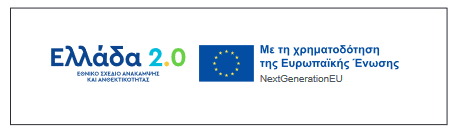 Ελλάδα 2.0
ΕΘΝΙΚΟ ΣΧΕΔΙΟ ΑΝΑΚΑΜΨΗΣ
ΚΑΙ ΑΝΘΕΚΤΙΚΟΤΗΤΑΣ
Με τη χρηματοδότηση
της Ευρωπαϊκής Ένωσης
NextGenerationEU